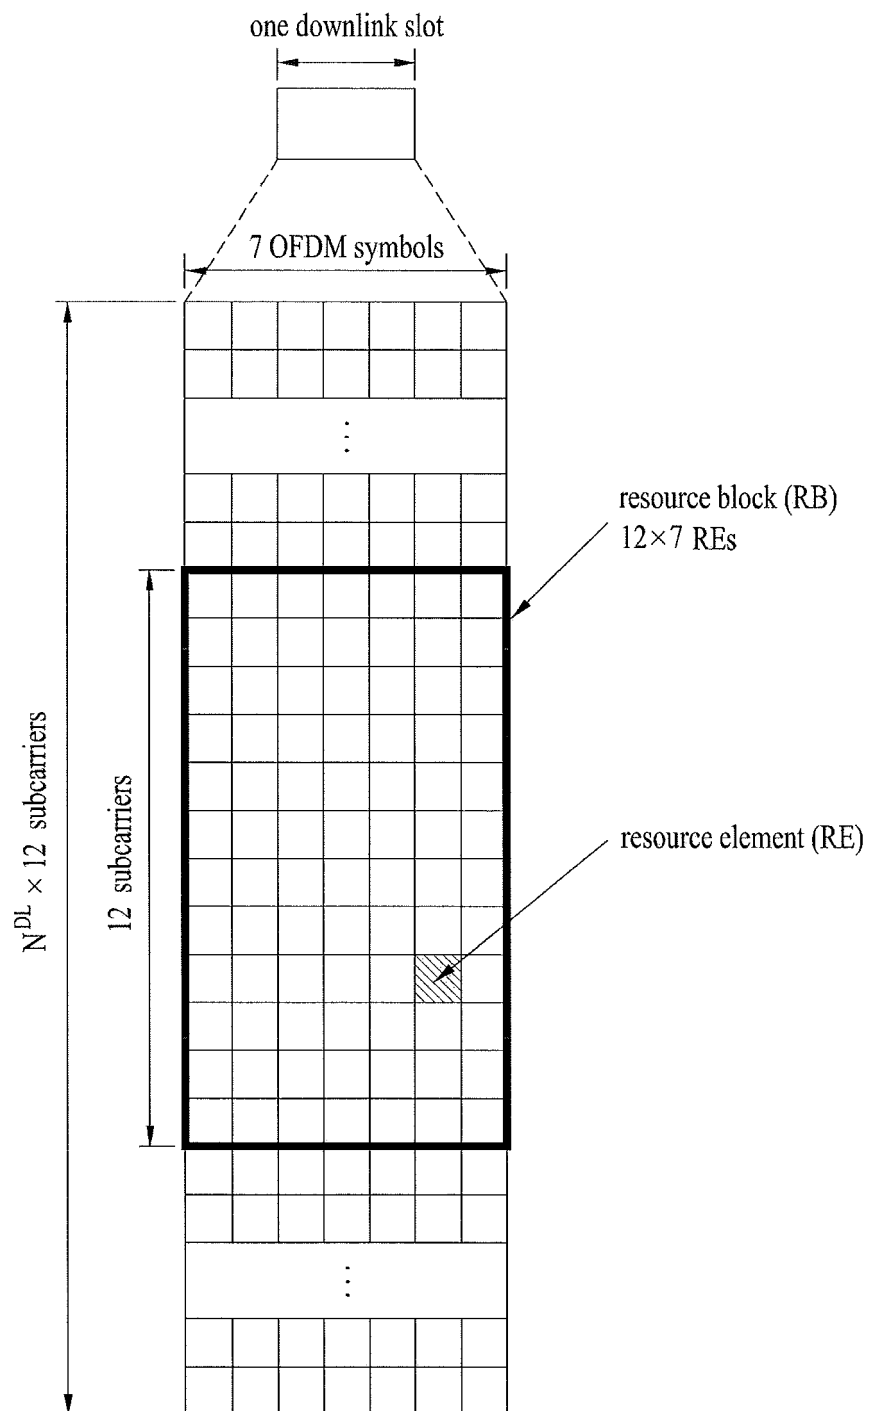 one downlink slot
7 OFDM symbols
⋮
resource block (RB)
12×7 REs
N^DL × 12 subcarriers
12 subcarriers
resource element (RE)
⋮